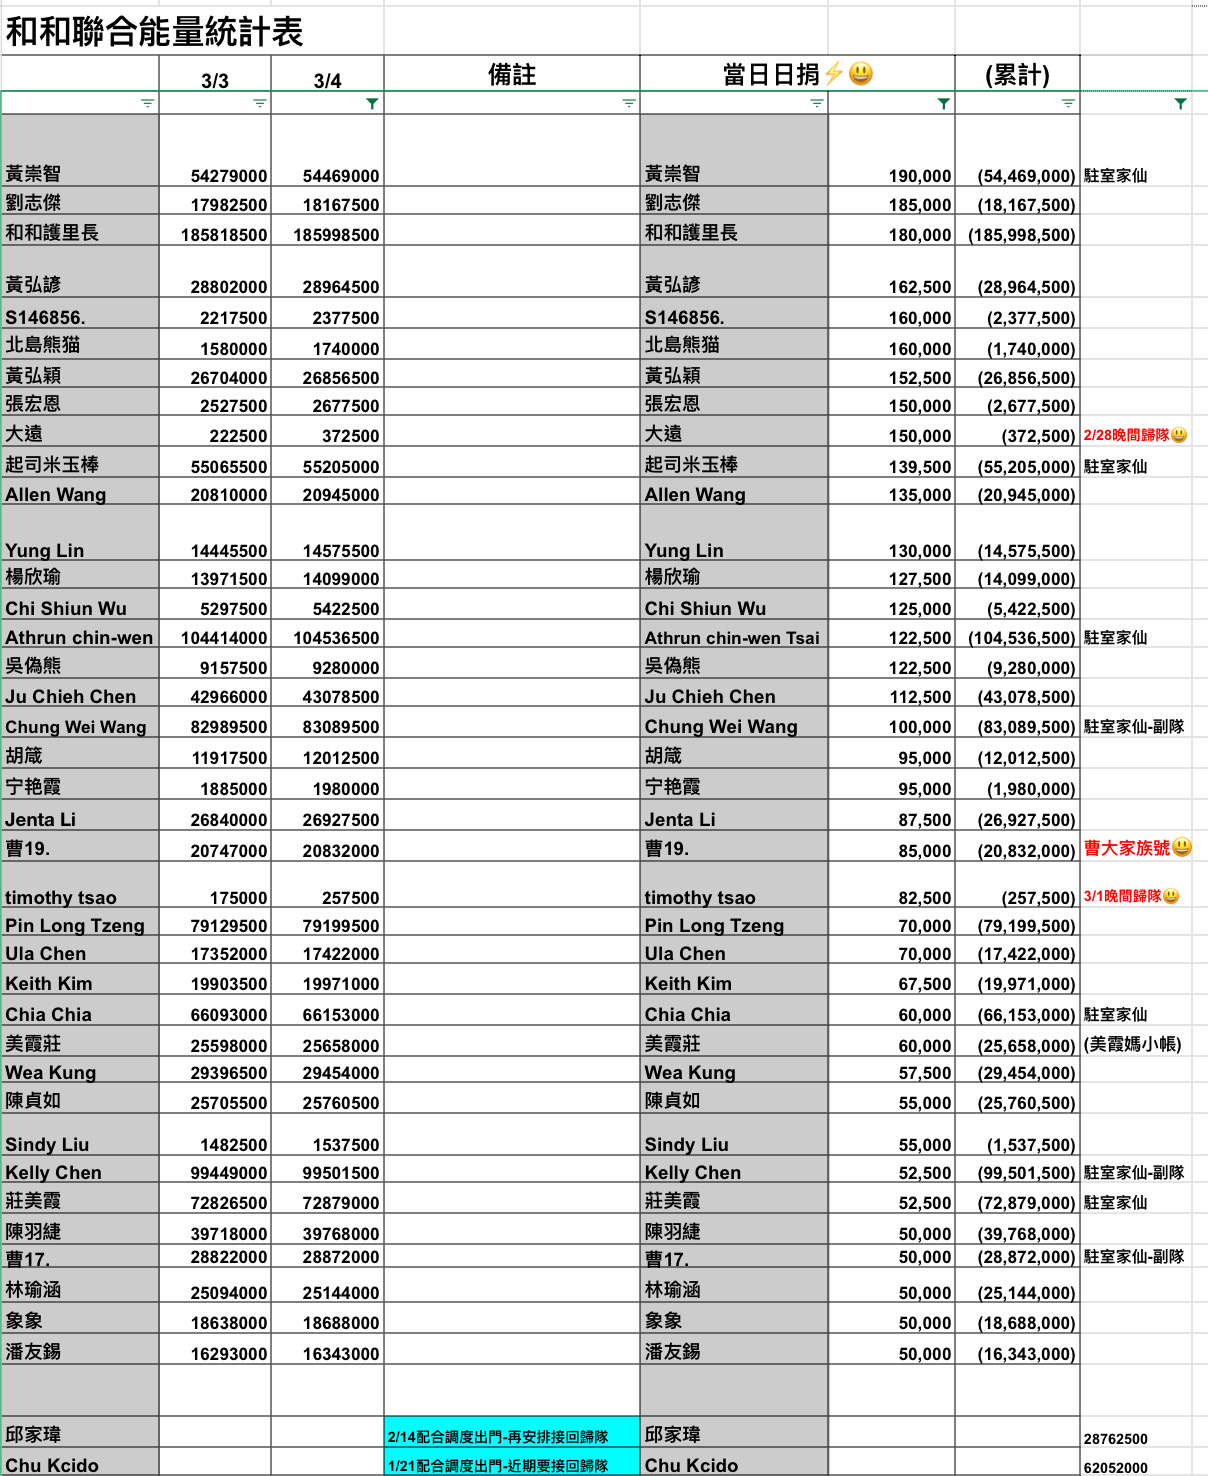 和和聯合能量統計表
3/3 3/4 備註 當日日捐⚡😃 (累計)
黃崇智 54279000 54469000 黃崇智 190,000 (54,469,000) 駐室家仙
劉志傑 17982500 18167500 劉志傑 185,000 (18,167,500)
和和護里長 185818500 185998500 和和護里長 180,000 (185,998,500)
黃弘諺 28802000 28964500 黃弘諺 162,500 (28,964,500)
S146856. 2217500 2377500 S146856. 160,000 (2,377,500)
北島熊猫 1580000 1740000 北島熊猫 160,000 (1,740,000)
黃弘穎 26704000 26856500 黃弘穎 152,500 (26,856,500)
張宏恩 2527500 2677500 張宏恩 150,000 (2,677,500)
大遠 222500 372500 大遠 150,000 (372,500) 2/28晚間歸隊😃
起司米玉棒 55065500 55205000 起司米玉棒 139,500 (55,205,000) 駐室家仙
Allen Wang 20810000 20945000 Allen Wang 135,000 (20,945,000)
Yung Lin 14445500 14575500 Yung Lin 130,000 (14,575,500)
楊欣瑜 13971500 14099000 楊欣瑜 127,500 (14,099,000)
Chi Shiun Wu 5297500 5422500 Chi Shiun Wu 125,000 (5,422,500)
Athrun chin-wen 104414000 104536500 Athrun chin-wen Tsai 122,500 (104,536,500) 駐室家仙
吳偽熊 9157500 9280000 吳偽熊 122,500 (9,280,000)
Ju Chieh Chen 42966000 43078500 Ju Chieh Chen 112,500 (43,078,500)
Chung Wei Wang 82989500 83089500 Chung Wei Wang 100,000 (83,089,500) 駐室家仙-副隊
胡箴 11917500 12012500 胡箴 95,000 (12,012,500)
宁艳霞 1885000 1980000 宁艳霞 95,000 (1,980,000)
Jenta Li 26840000 26927500 Jenta Li 87,500 (26,927,500)
曹19. 20747000 20832000 曹19. 85,000 (20,832,000) 曹大家族號😃
timothy tsao 175000 257500 timothy tsao 82,500 (257,500) 3/1晚間歸隊😃
Pin Long Tzeng 79129500 79199500 Pin Long Tzeng 70,000 (79,199,500)
Ula Chen 17352000 17422000 Ula Chen 70,000 (17,422,000)
Keith Kim 19903500 19971000 Keith Kim 67,500 (19,971,000)
Chia Chia 66093000 66153000 Chia Chia 60,000 (66,153,000) 駐室家仙
美霞莊 25598000 25658000 美霞莊 60,000 (25,658,000) (美霞媽小帳)
Wea Kung 29396500 29454000 Wea Kung 57,500 (29,454,000)
陳貞如 25705500 25760500 陳貞如 55,000 (25,760,500)
Sindy Liu 1482500 1537500 Sindy Liu 55,000 (1,537,500)
Kelly Chen 99449000 99501500 Kelly Chen 52,500 (99,501,500) 駐室家仙-副隊
莊美霞 72826500 72879000 莊美霞 52,500 (72,879,000) 駐室家仙
陳羽緁 39718000 39768000 陳羽緁 50,000 (39,768,000)
曹17. 28822000 28872000 曹17. 50,000 (28,872,000) 駐室家仙-副隊
林瑜涵 25094000 25144000 林瑜涵 50,000 (25,144,000)
象象 18638000 18688000 象象 50,000 (18,688,000)
潘友錫 16293000 16343000 潘友錫 50,000 (16,343,000)
邱家瑋 2/14配合調度出門-再安排接回歸隊 邱家瑋 28762500
Chu Kcido 1/21配合調度出門-近期要接回歸隊 Chu Kcido 62052000